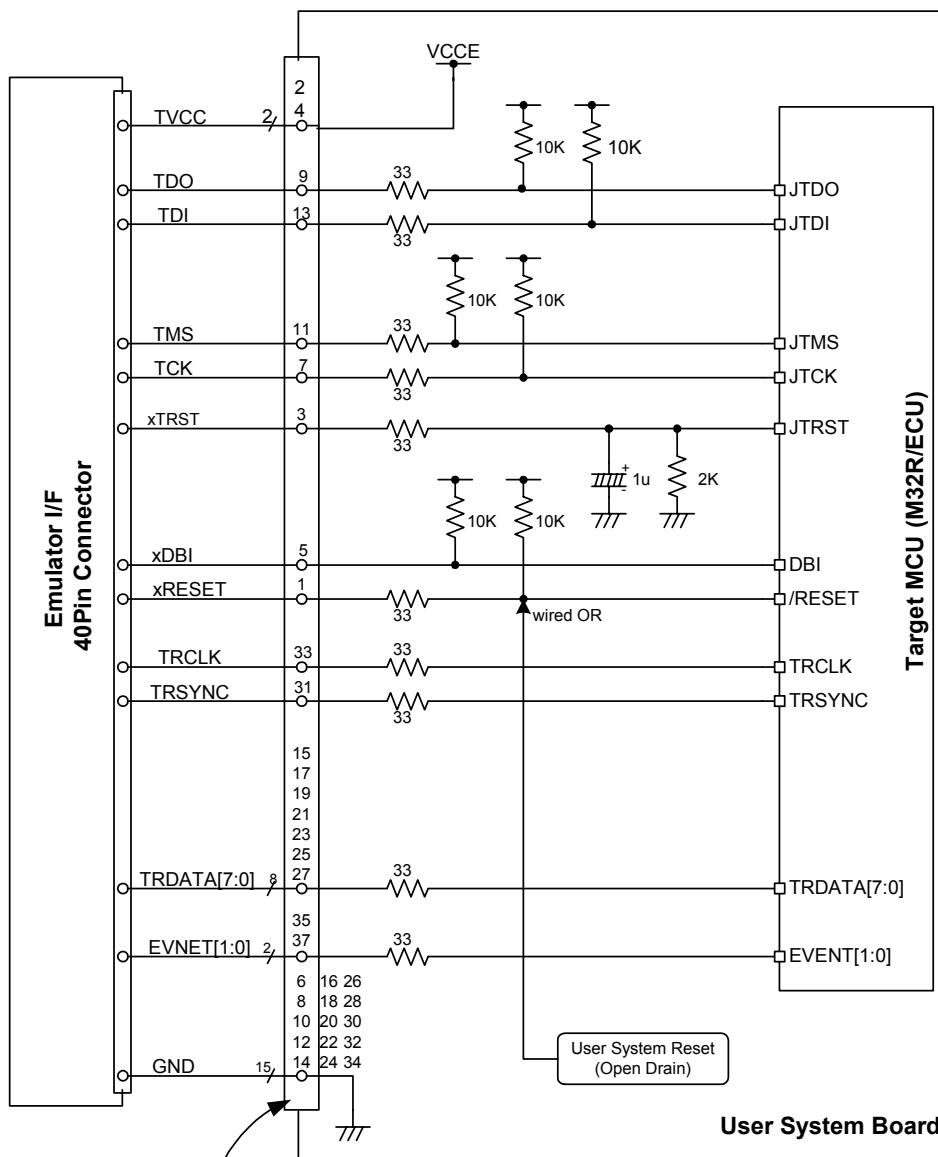 VCCE
2
TVCC 2 4
10K 10K
TDO 9 33 JTDO
TDI 13 33 JTDI
10K 10K
TMS 11 33 JTMS
TCK 7 33 JTCK
xTRST 3 33 JTRST
+ 1u - 2K
10K 10K
xDBI 5 DBI
xRESET 1 33 wired OR /RESET
TRCLK 33 33 TRCLK
TRSYNC 31 33 TRSYNC
15
17
19
21
23
25
TRDATA[7:0] 8 27 33 TRDATA[7:0]
35
EVNET[1:0] 2 37 33 EVENT[1:0]
6 16 26
8 18 28
10 20 30
12 22 32
GND 15 14 24 34
User System Reset
(Open Drain)
User System Board
Emulator I/F
40Pin Connector
Target MCU (M32R/ECU)